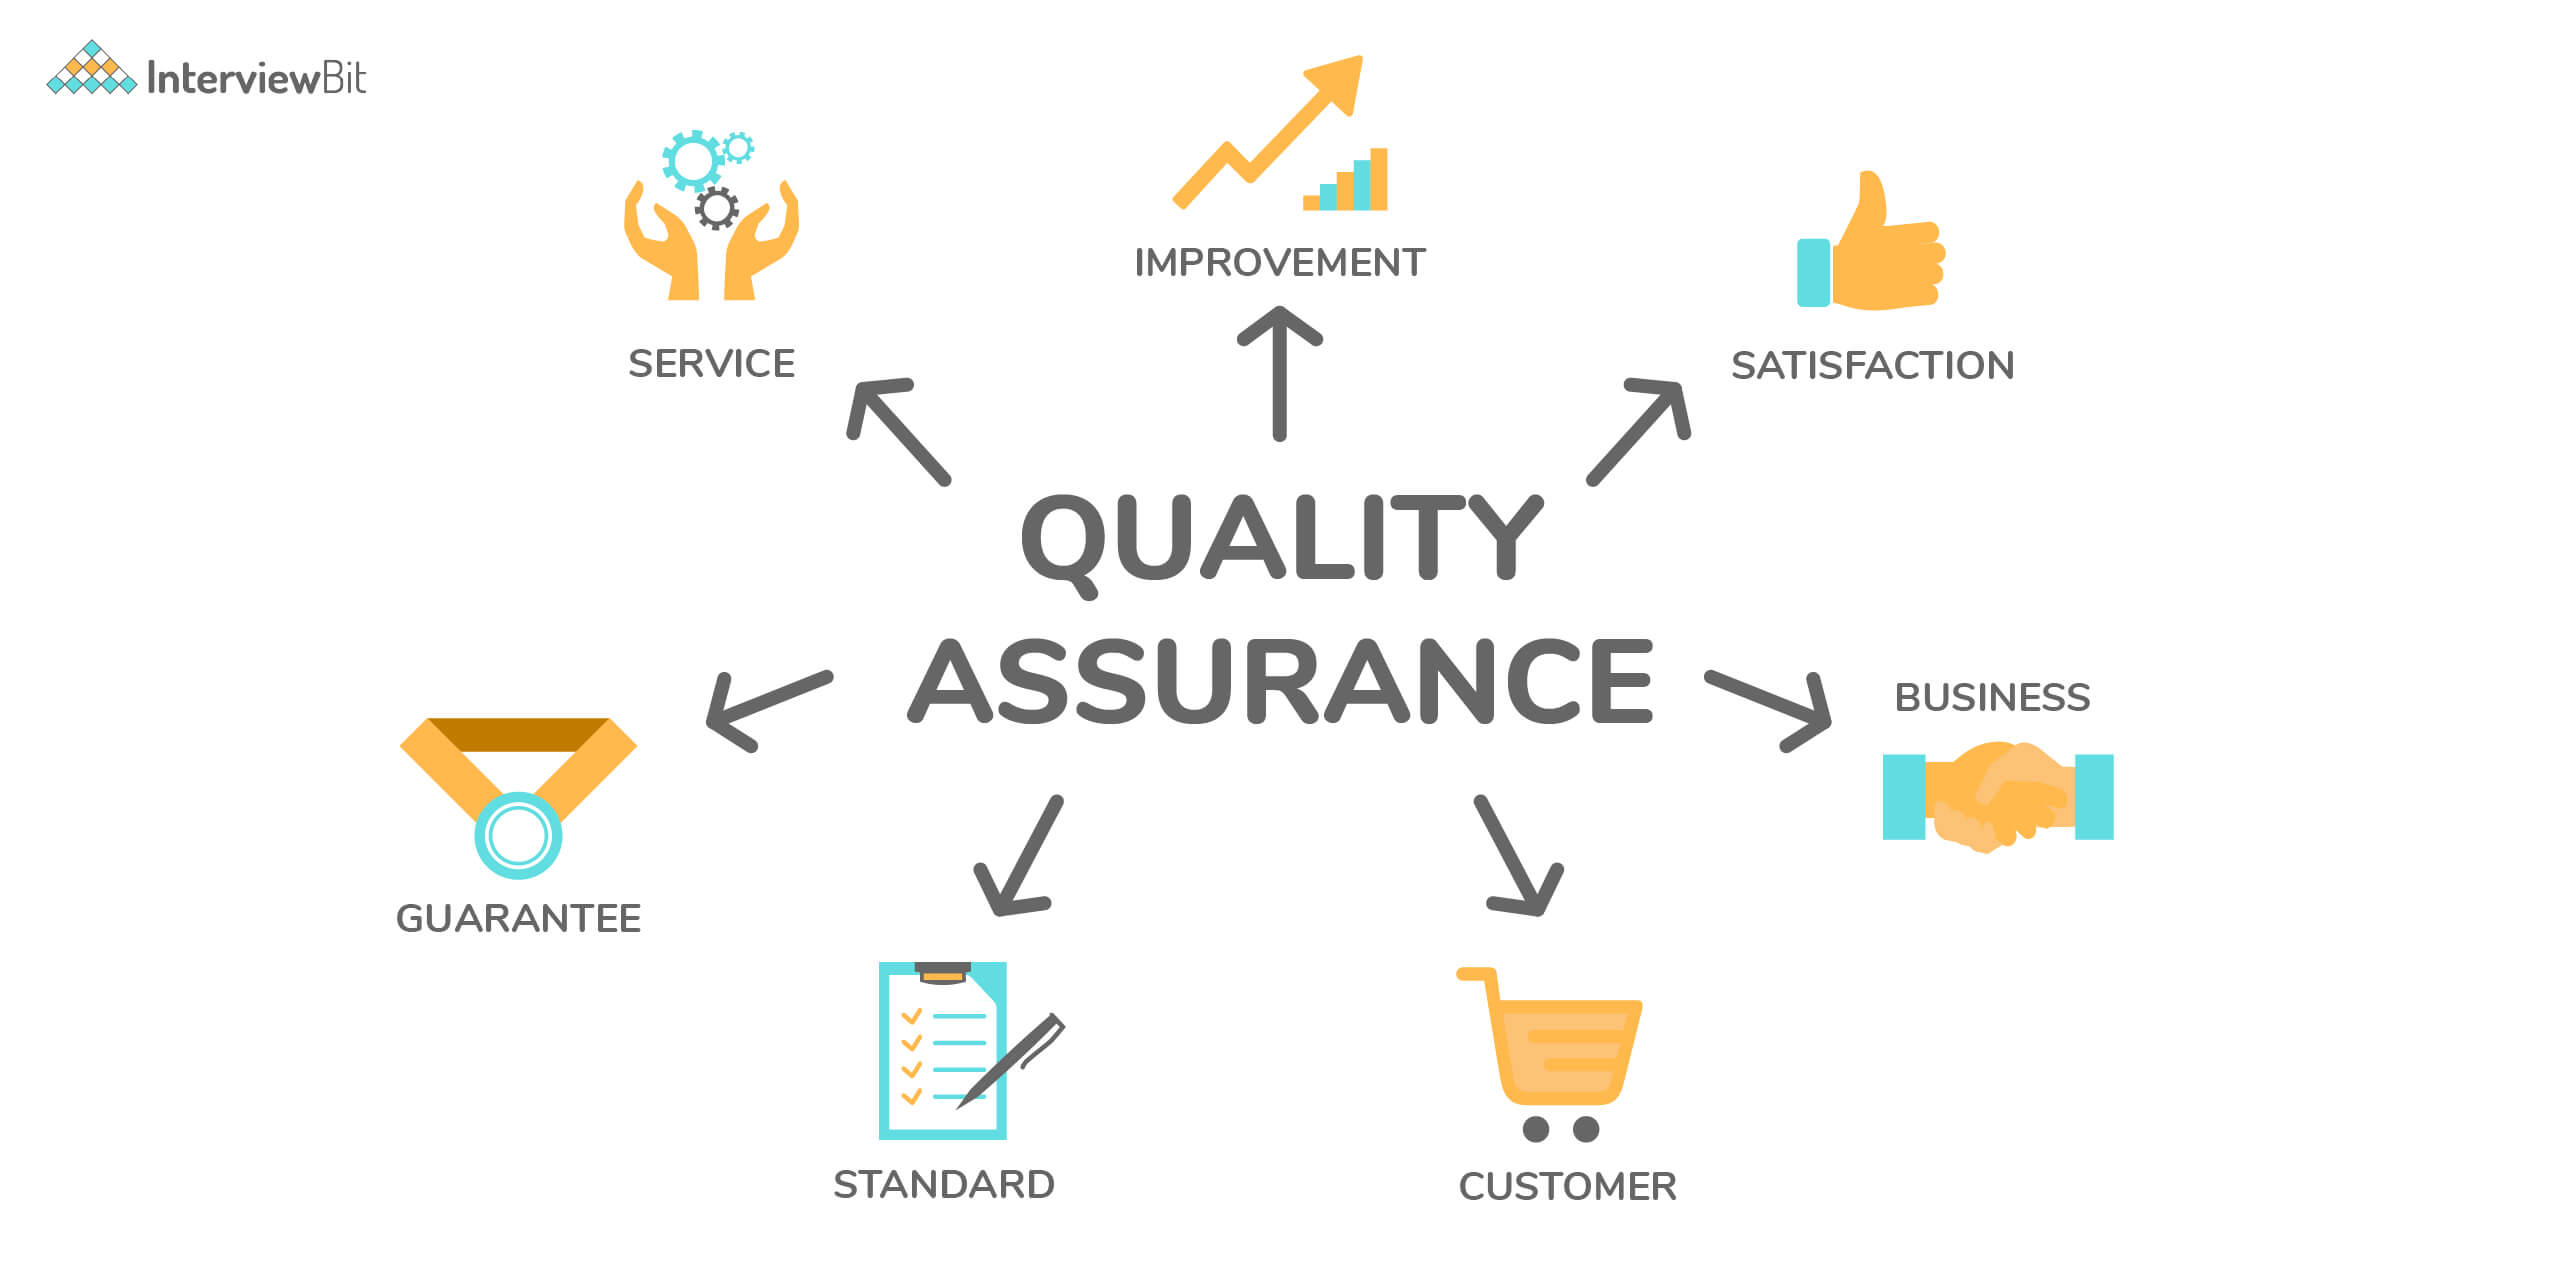 InterviewBit
IMPROVEMENT
SERVICE
SATISFACTION
QUALITY
ASSURANCE
BUSINESS
GUARANTEE
STANDARD
CUSTOMER